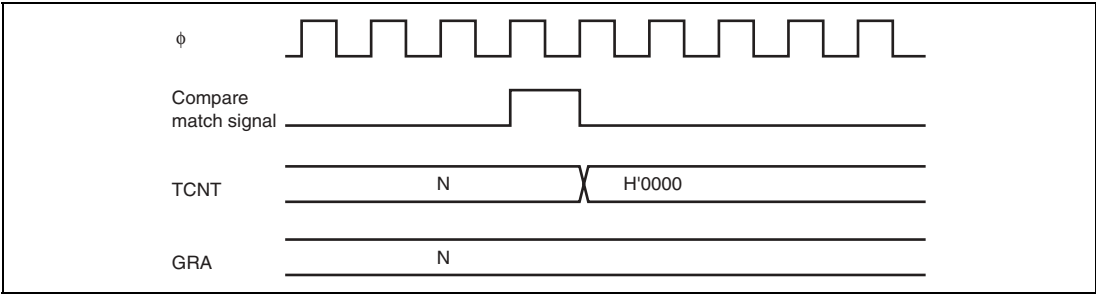 ϕ
Compare
match signal
TCNT
N
H'0000
GRA
N